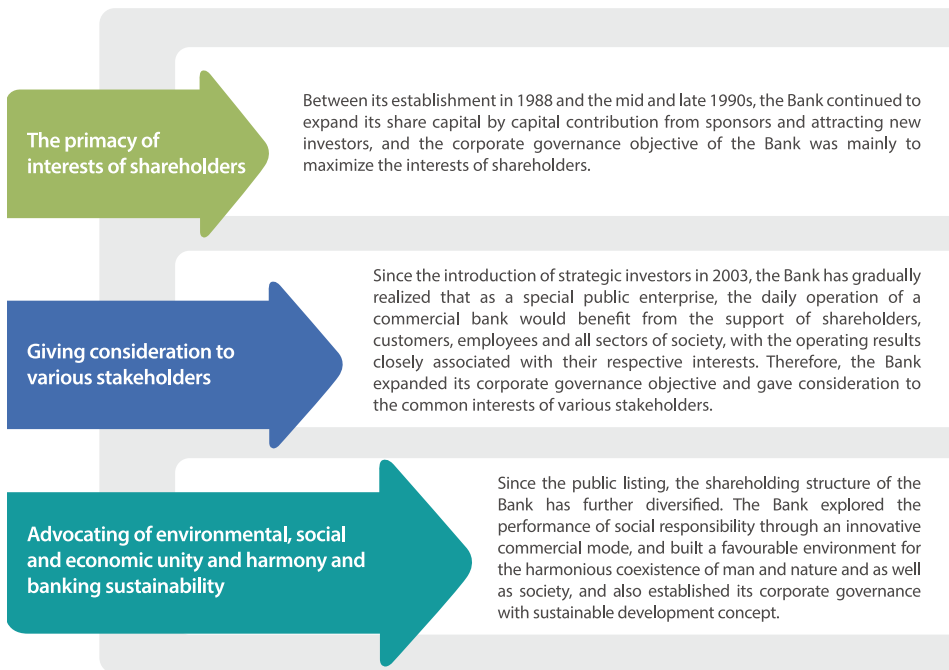 The primacy of
interests of shareholders
Between its establishment in 1988 and the mid and late 1990s, the Bank continued to
expand its share capital by capital contribution from sponsors and attracting new
investors, and the corporate governance objective of the Bank was mainly to
maximize the interests of shareholders.
Giving consideration to
various stakeholders
Since the introduction of strategic investors in 2003, the Bank has gradually
realized that as a special public enterprise, the daily operation of a
commercial bank would benefit from the support of shareholders,
customers, employees and all sectors of society, with the operating results
closely associated with their respective interests. Therefore, the Bank
expanded its corporate governance objective and gave consideration to
the common interests of various stakeholders.
Advocating of environmental, social
and economic unity and harmony and
banking sustainability
Since the public listing, the shareholding structure of the
Bank has further diversified. The Bank explored the
performance of social responsibility through an innovative
commercial mode, and built a favourable environment for
the harmonious coexistence of man and nature and as well
as society, and also established its corporate governance
with sustainable development concept.